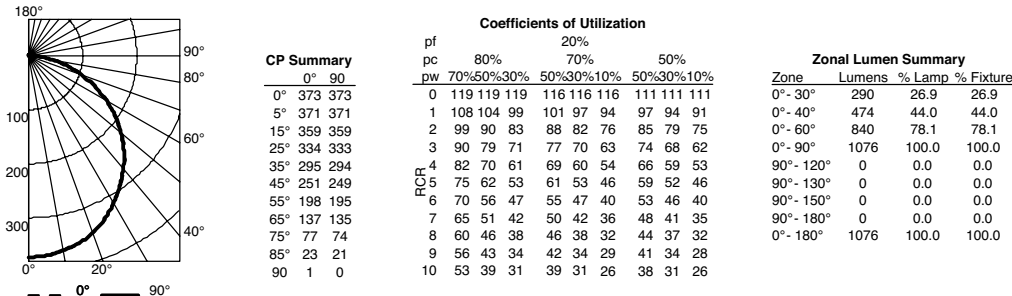 180°
90°
80°
60°
40°
100
200
300
0° 20°
0° 90°
CP Summary
0° 90
0° 373 373
5° 371 371
15° 359 359
25° 334 333
35° 295 294
45° 251 249
55° 198 195
65° 137 135
75° 77 74
85° 23 21
90 1 0
Coefficients of Utilization
pf 20%
pc 80% 70% 50%
pw 70%50%30% 50%30%10% 50%30%10%
RCR
0 119 119 119 116 116 116 111 111 111
1 108 104 99 101 97 94 97 94 91
2 99 90 83 88 82 76 85 79 75
3 90 79 71 77 70 63 74 68 62
4 82 70 61 69 60 54 66 59 53
5 75 62 53 61 53 46 59 52 46
6 70 56 47 55 47 40 53 46 40
7 65 51 42 50 42 36 48 41 35
8 60 46 38 46 38 32 44 37 32
9 56 43 34 42 34 29 41 34 28
10 53 39 31 39 31 26 38 31 26
Zonal Lumen Summary
Zone Lumens % Lamp % Fixture
0°- 30° 290 26.9 26.9
0°- 40° 474 44.0 44.0
0°- 60° 840 78.1 78.1
0°- 90° 1076 100.0 100.0
90°- 120° 0 0.0 0.0
90°- 130° 0 0.0 0.0
90°- 150° 0 0.0 0.0
90°- 180° 0 0.0 0.0
0°- 180° 1076 100.0 100.0